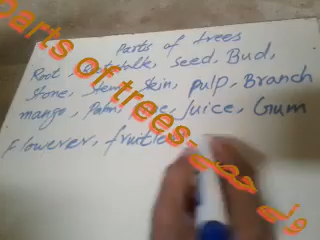 Parts of trees
Root, seed, Bud,
Stone, Stem, Skin, pulp, Branch
mango, Palm, Juice, Gum
Flowerer, fruitle
parts of trees-